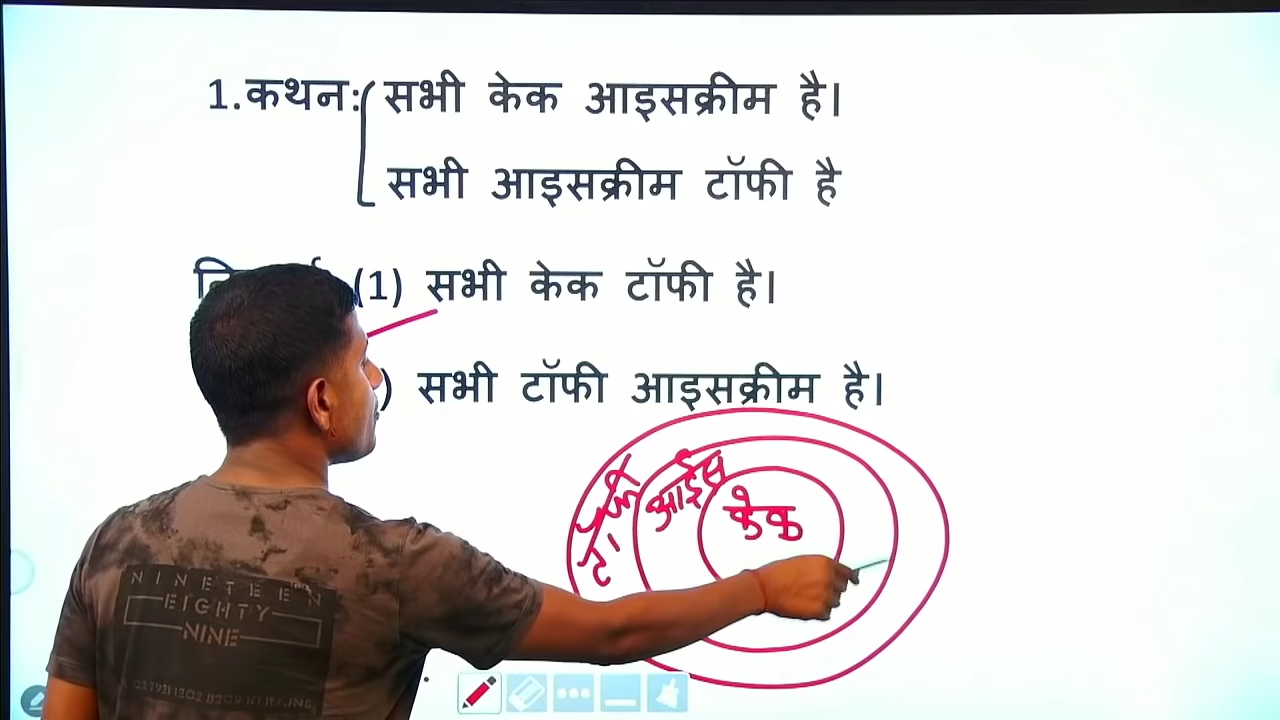 1.कथन: सभी केक आइसक्रीम है।
सभी आइसक्रीम टॉफी है
(1) सभी केक टॉफी है।
) सभी टॉफी आइसक्रीम है।
टॉफी आईस केक
NINETEEN
EIGHTY
NINE